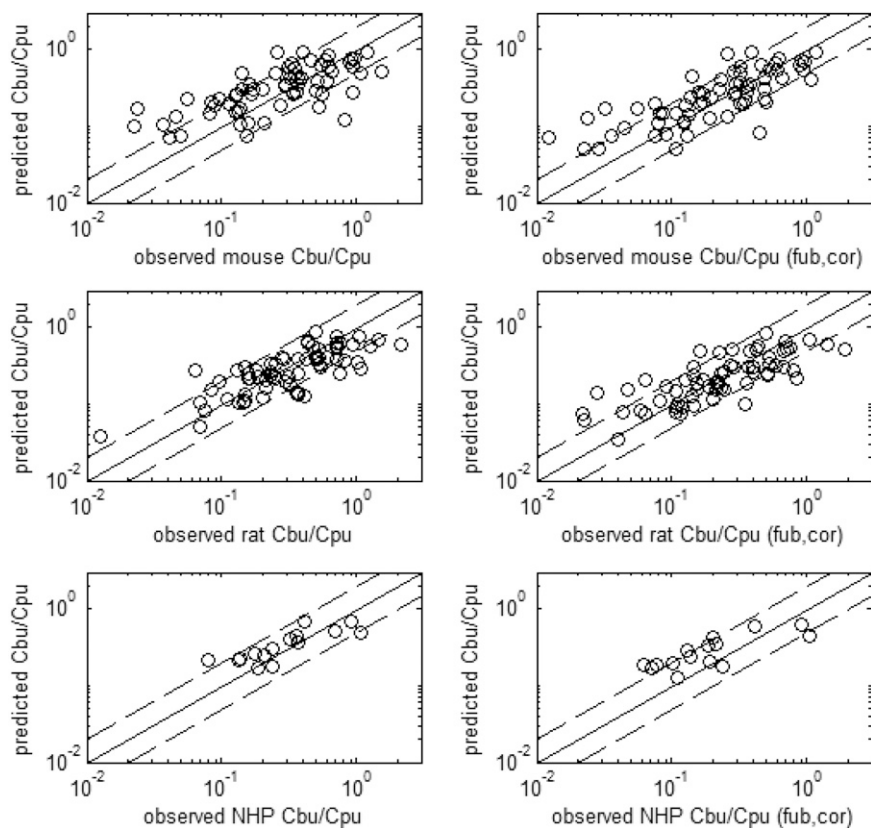 predicted Cbu/Cpu
10^0
10^-2
10^-2
10^-1
10^0
observed mouse Cbu/Cpu
predicted Cbu/Cpu
10^0
10^-2
10^-2
10^-1
10^0
observed mouse Cbu/Cpu (fub,cor)
predicted Cbu/Cpu
10^0
10^-2
10^-2
10^-1
10^0
observed rat Cbu/Cpu
predicted Cbu/Cpu
10^0
10^-2
10^-2
10^-1
10^0
observed rat Cbu/Cpu (fub,cor)
predicted Cbu/Cpu
10^0
10^-2
10^-2
10^-1
10^0
observed NHP Cbu/Cpu
predicted Cbu/Cpu
10^0
10^-2
10^-2
10^-1
10^0
observed NHP Cbu/Cpu (fub,cor)